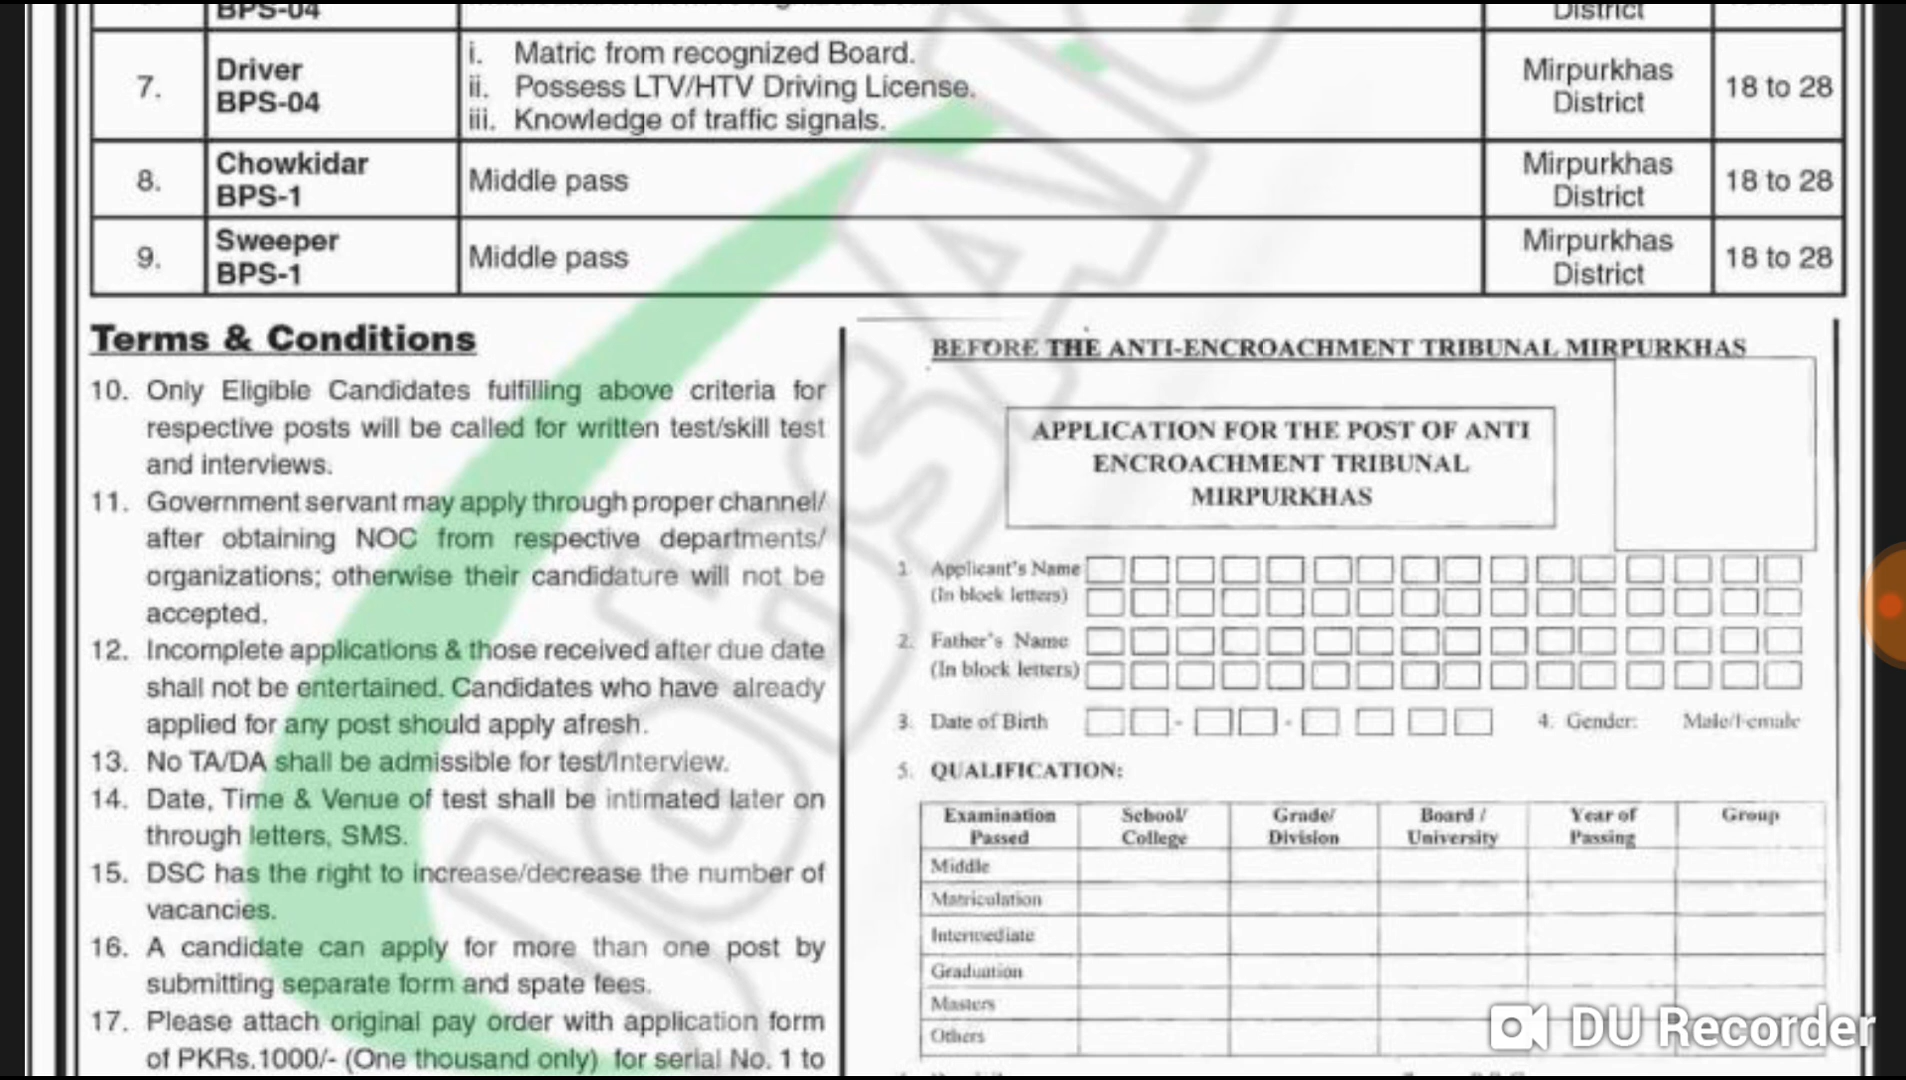 BPS-04
District
7.
Driver
BPS-04
i. Matric from recognized Board.
ii. Possess LTV/HTV Driving License.
iii. Knowledge of traffic signals.
Mirpurkhas
District
18 to 28
8.
Chowkidar
BPS-1
Middle pass
Mirpurkhas
District
18 to 28
9.
Sweeper
BPS-1
Middle pass
Mirpurkhas
District
18 to 28
Terms & Conditions
10. Only Eligible Candidates fulfilling above criteria for
respective posts will be called for written test/skill test
and interviews.
11. Government servant may apply through proper channel/
after obtaining NOC from respective departments/
organizations; otherwise their candidature will not be
accepted.
12. Incomplete applications & those received after due date
shall not be entertained. Candidates who have already
applied for any post should apply afresh.
13. No TA/DA shall be admissible for test/Interview.
14. Date, Time & Venue of test shall be intimated later on
through letters, SMS.
15. DSC has the right to increase/decrease the number of
vacancies.
16. A candidate can apply for more than one post by
submitting separate form and spate fees.
17. Please attach original pay order with application form
of PKRs.1000/- (One thousand only) for serial No. 1 to
BEFORE THE ANTI-ENCROACHMENT TRIBUNAL MIRPURKHAS
APPLICATION FOR THE POST OF ANTI
ENCROACHMENT TRIBUNAL
MIRPURKHAS
1. Applicant's Name
(In block letters)
2. Father's Name
(In block letters)
3. Date of Birth - - 4. Gender: Male/Female
5. QUALIFICATION:
Examination Passed
School/ College
Grade/ Division
Board / University
Year of Passing
Group
Middle
Matriculation
Intermediate
Graduation
Masters
Others
DU Recorder